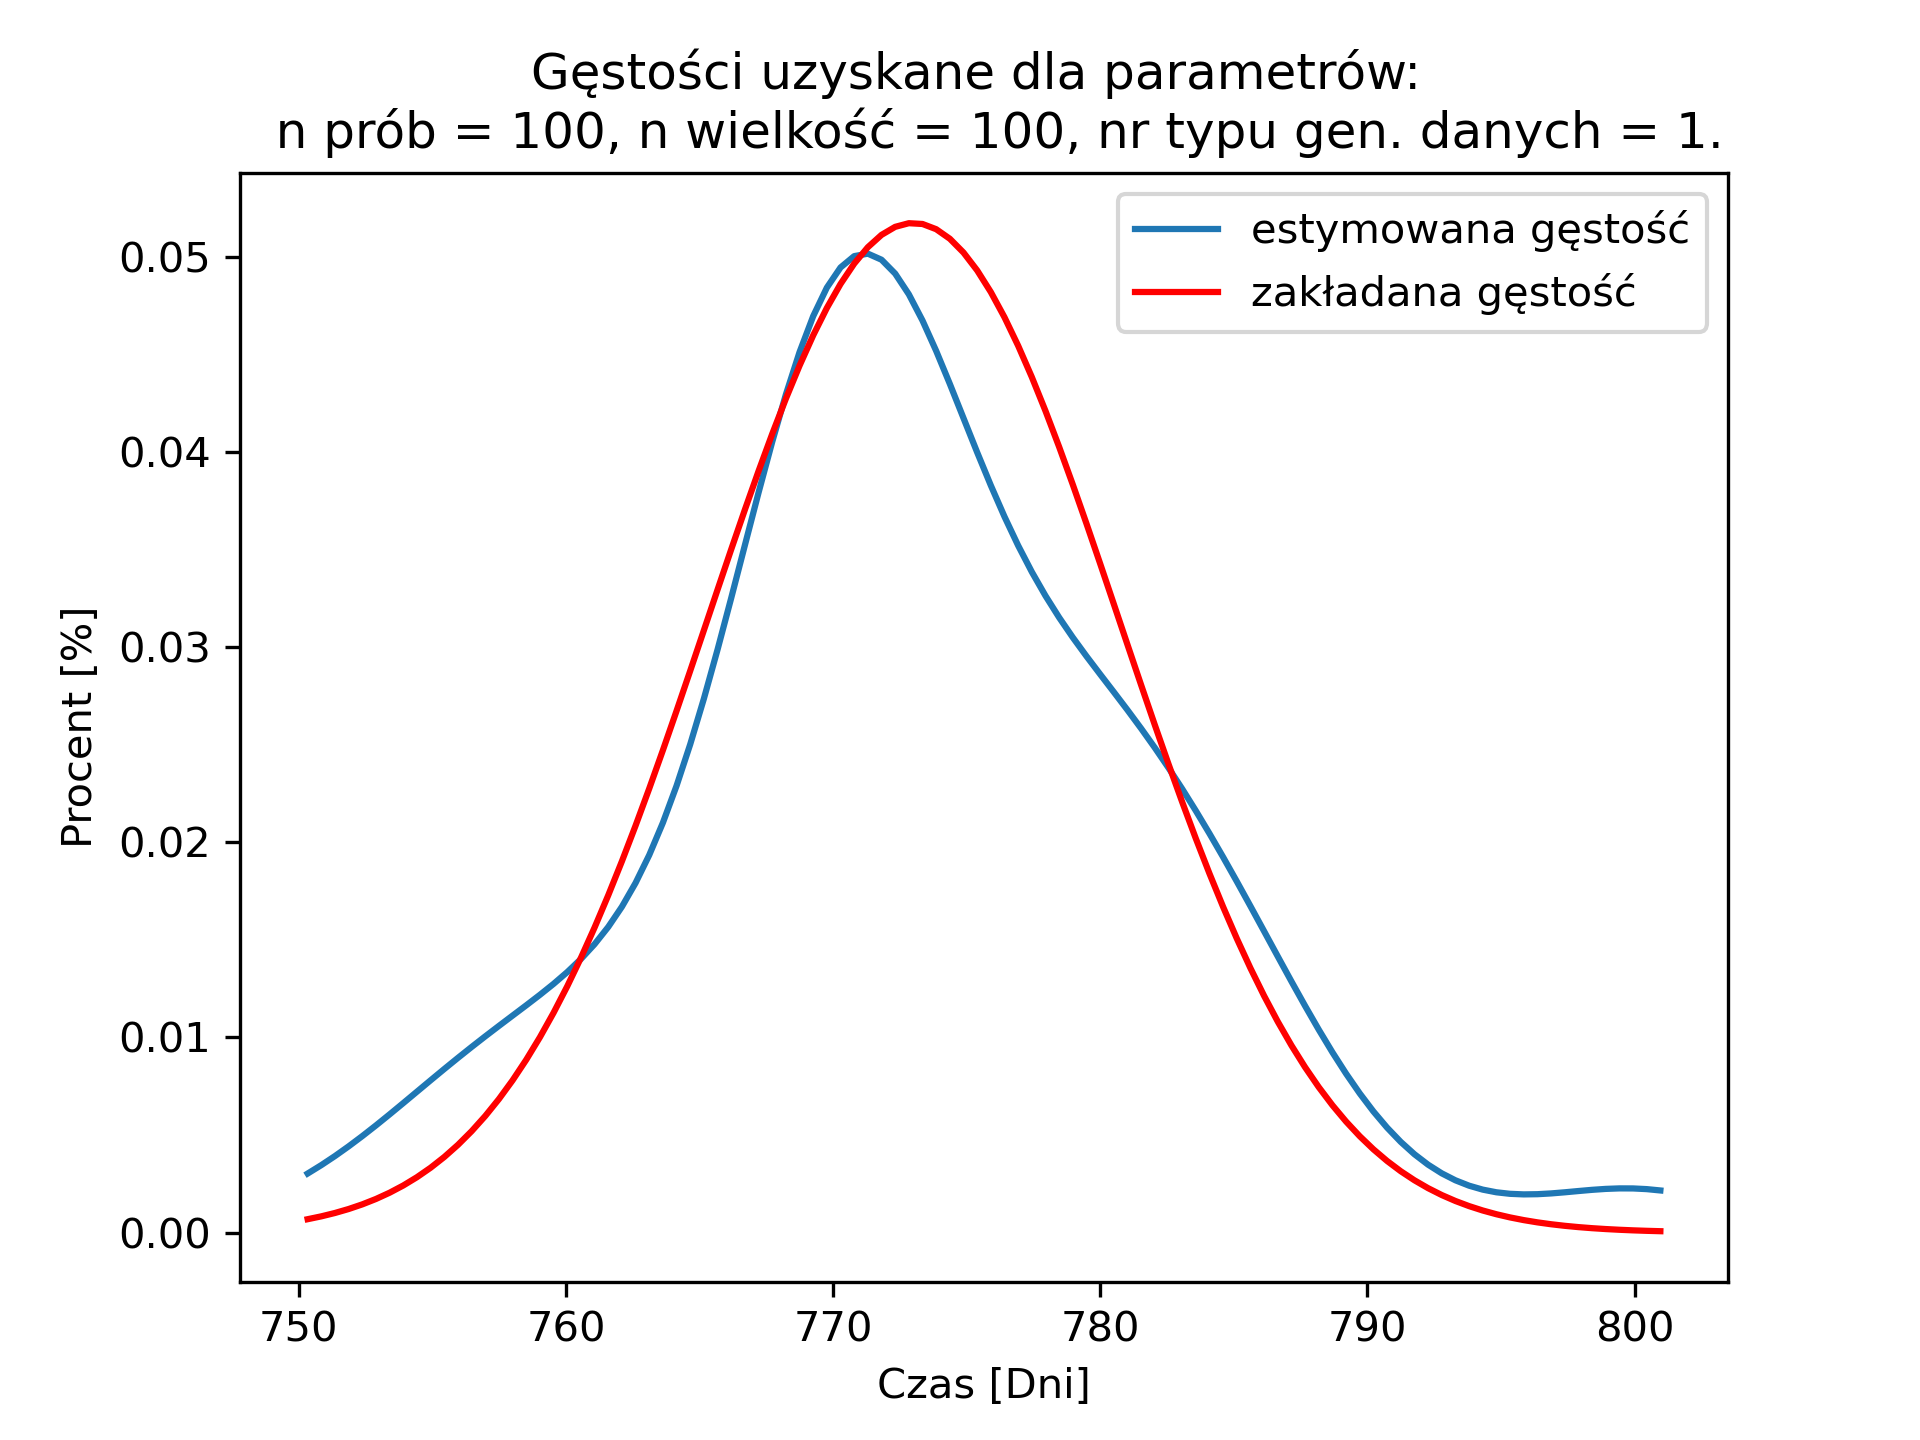 Gęstości uzyskane dla parametrów:
n prób = 100, n wielkość = 100, nr typu gen. danych = 1.
estymowana gęstość
zakładana gęstość
0.05
0.04
0.03
0.02
0.01
0.00
Procent [%]
750 760 770 780 790 800
Czas [Dni]